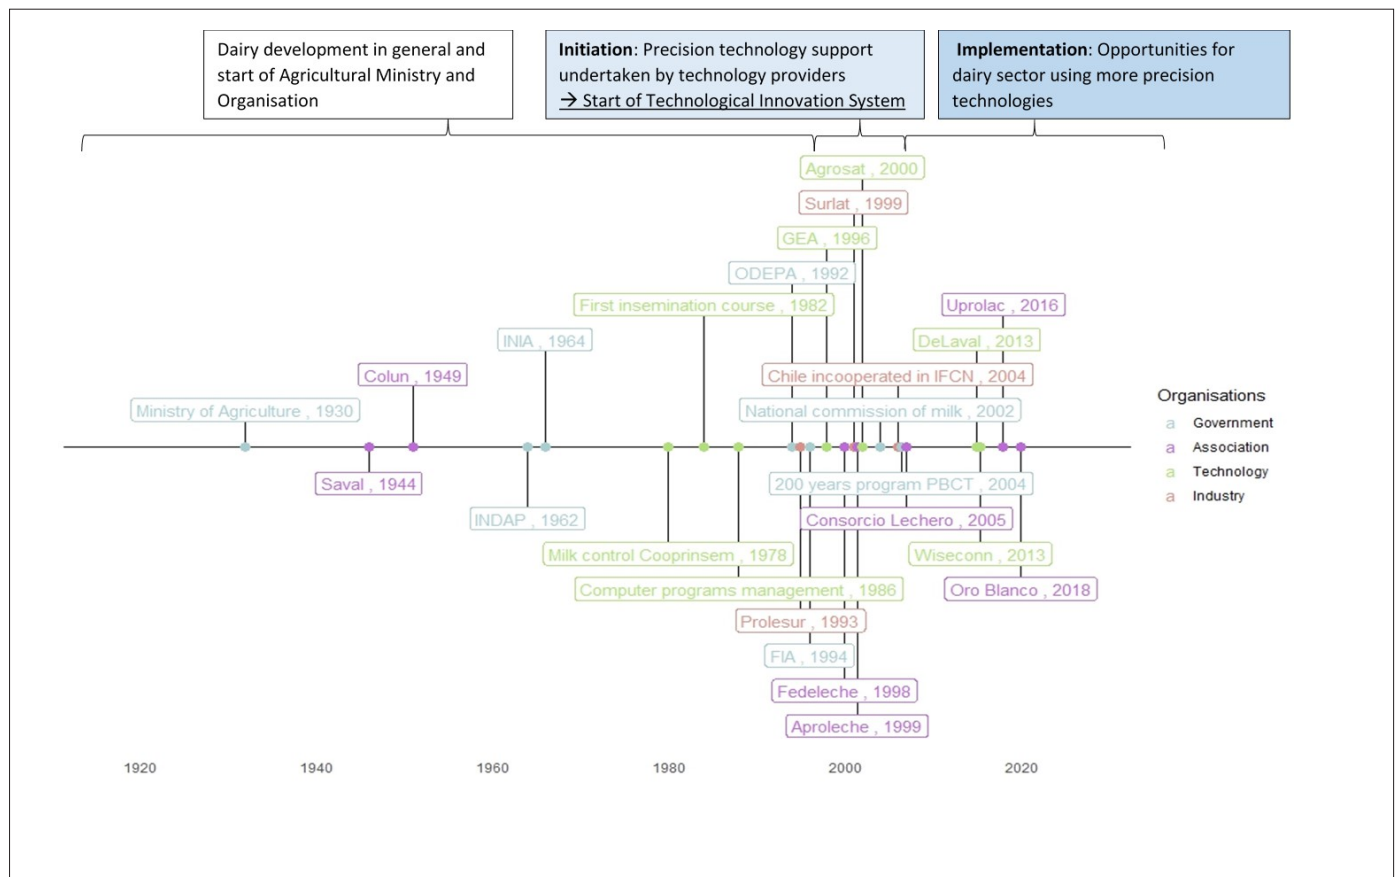 Dairy development in general and
start of Agricultural Ministry and
Organisation
Initiation: Precision technology support
undertaken by technology providers
→ Start of Technological Innovation System
Implementation: Opportunities for
dairy sector using more precision
technologies
Agrosat , 2000
Surlat , 1999
GEA , 1996
ODEPA , 1992
First insemination course , 1982
Uprolac , 2016
INIA , 1964
DeLaval , 2013
Colun , 1949
Chile incooperated in IFCN , 2004
Ministry of Agriculture , 1930
National commission of milk , 2002
Organisations
a Government
a Association
a Technology
a Industry
Saval , 1944
200 years program PBCT , 2004
INDAP , 1962
Consorcio Lechero , 2005
Milk control Cooprinsem , 1978
Wiseconn , 2013
Computer programs management , 1986
Oro Blanco , 2018
Prolesur , 1993
FIA , 1994
Fedeleche , 1998
Aproleche , 1999
1920 1940 1960 1980 2000 2020